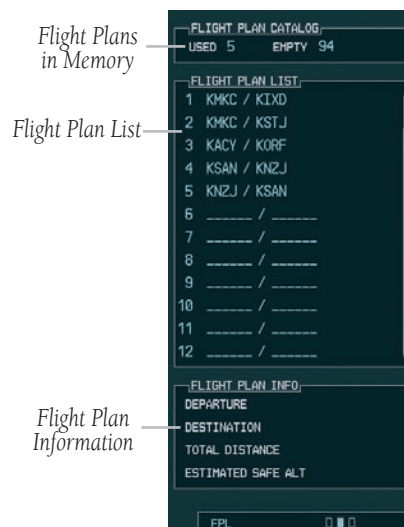 Flight Plans
in Memory
Flight Plan List
Flight Plan
Information
FLIGHT PLAN CATALOG
USED 5 EMPTY 94
FLIGHT PLAN LIST
1 KMKC / KIXD
2 KMKC / KSTJ
3 KACY / KORF
4 KSAN / KNZJ
5 KNZJ / KSAN
6 ______ / ______
7 ______ / ______
8 ______ / ______
9 ______ / ______
10 ______ / ______
11 ______ / ______
12 ______ / ______
FLIGHT PLAN INFO
DEPARTURE
DESTINATION
TOTAL DISTANCE
ESTIMATED SAFE ALT
FPL